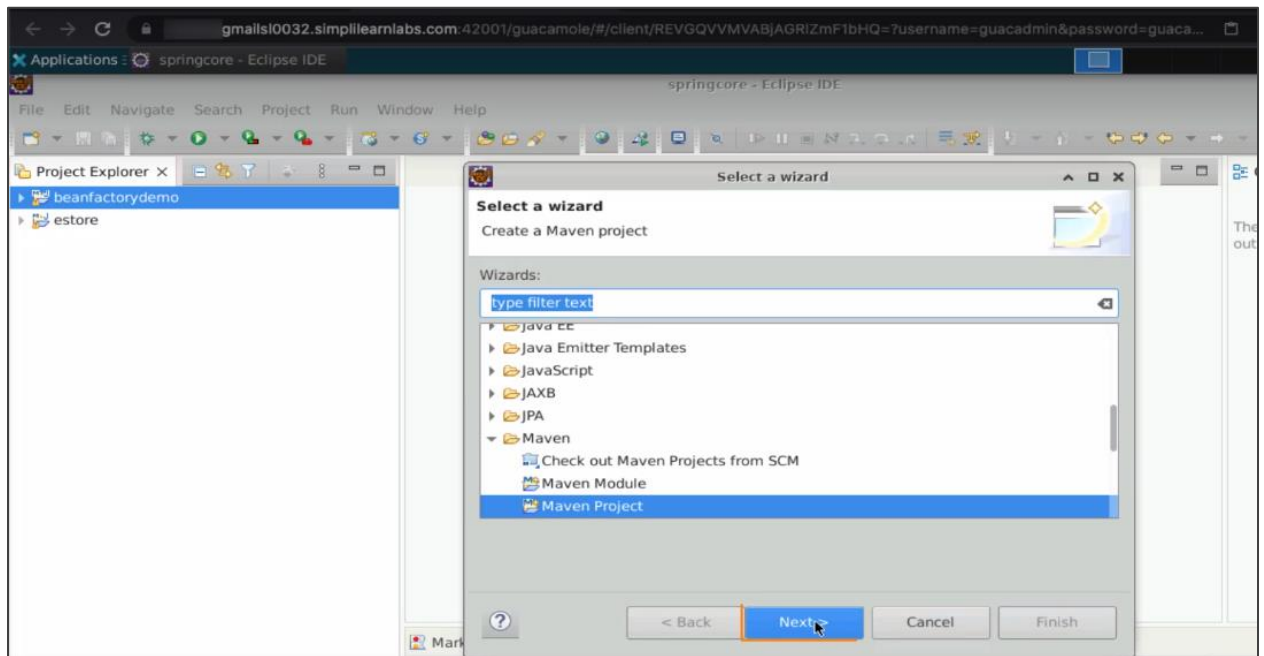 gmailsl0032.simplilearnlabs.com:42001/guacamole/#/client/REVGQVVMVABjAGRlZmF1bHQ=?username=guacadmin&password=guaca...
Applications : springcore - Eclipse IDE
springcore - Eclipse IDE
File Edit Navigate Search Project Run Window Help
Project Explorer
beanfactorydemo
estore
Select a wizard
Select a wizard
Create a Maven project
Wizards:
type filter text
Java EE
Java Emitter Templates
JavaScript
JAXB
JPA
Maven
Check out Maven Projects from SCM
Maven Module
Maven Project
< Back Next > Cancel Finish
The
out
Mark